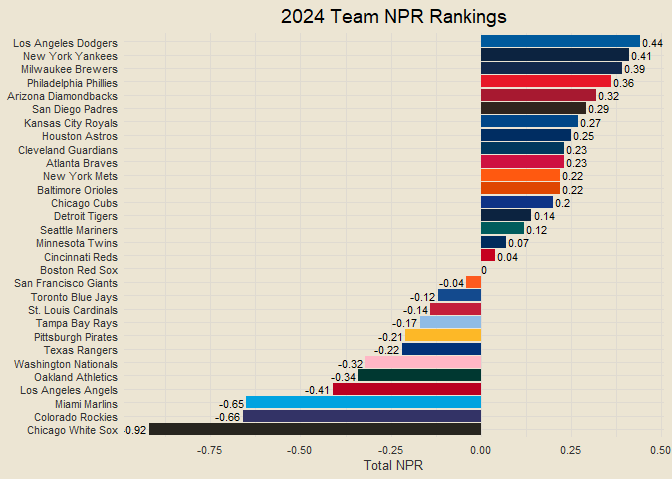 2024 Team NPR Rankings
Los Angeles Dodgers 0.44
New York Yankees 0.41
Milwaukee Brewers 0.39
Philadelphia Phillies 0.36
Arizona Diamondbacks 0.32
San Diego Padres 0.29
Kansas City Royals 0.27
Houston Astros 0.25
Cleveland Guardians 0.23
Atlanta Braves 0.23
New York Mets 0.22
Baltimore Orioles 0.22
Chicago Cubs 0.2
Detroit Tigers 0.14
Seattle Mariners 0.12
Minnesota Twins 0.07
Cincinnati Reds 0.04
Boston Red Sox 0
San Francisco Giants -0.04
Toronto Blue Jays -0.12
St. Louis Cardinals -0.14
Tampa Bay Rays -0.17
Pittsburgh Pirates -0.21
Texas Rangers -0.22
Washington Nationals -0.32
Oakland Athletics -0.34
Los Angeles Angels -0.41
Miami Marlins -0.65
Colorado Rockies -0.66
Chicago White Sox -0.92
-0.75 -0.50 -0.25 0.00 0.25 0.50
Total NPR